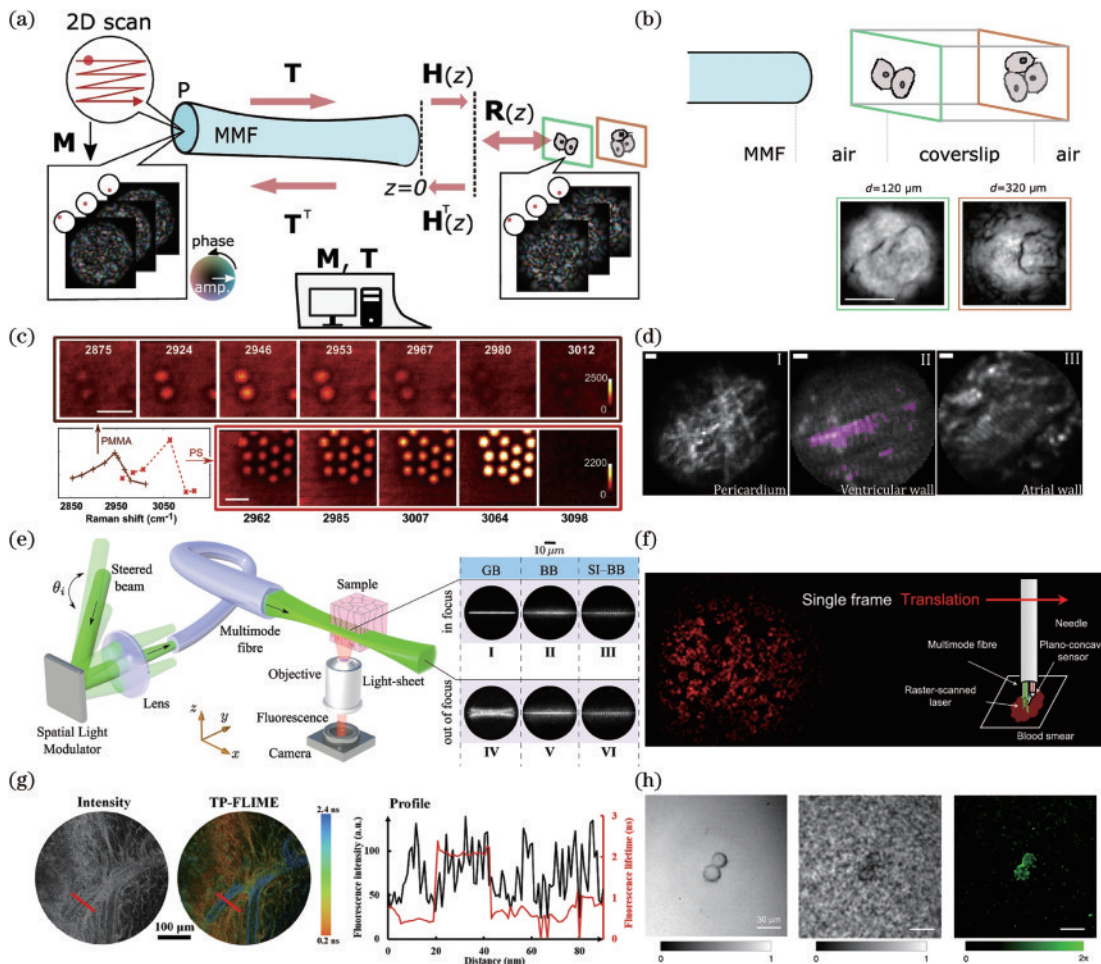 (a)
2D scan
P
T
H(z)
R(z)
M
MMF
z=0
T^T
H^T(z)
phase
amp.
M, T
(b)
MMF
air
coverslip
air
d=120 μm
d=320 μm
(c)
2875
2924
2946
2953
2967
2980
3012
2500
0
PMMA
PS
2850
2950
3050
Raman shift (cm⁻¹)
2200
0
2962
2985
3007
3064
3098
(d)
I
II
III
Pericardium
Ventricular wall
Atrial wall
(e)
θi
Steered
beam
Spatial Light
Modulator
Lens
Multimode
fibre
Sample
Objective
Light-sheet
Fluorescence
Camera
z
y
x
10 μm
GB
BB
SI–BB
in focus
I
II
III
out of focus
IV
V
VI
(f)
Single frame
Translation
Needle
Multimode fibre
Plano-concave
sensor
Raster-scanned
laser
Blood smear
(g)
Intensity
TP-FLIME
2.4 ns
0.2 ns
100 μm
Profile
Fluorescence intensity (a.u.)
100
50
0
3
2
1
0
Fluorescence lifetime (ns)
0
20
40
60
80
Distance (μm)
(h)
30 μm
0
1
0
1
0
2x